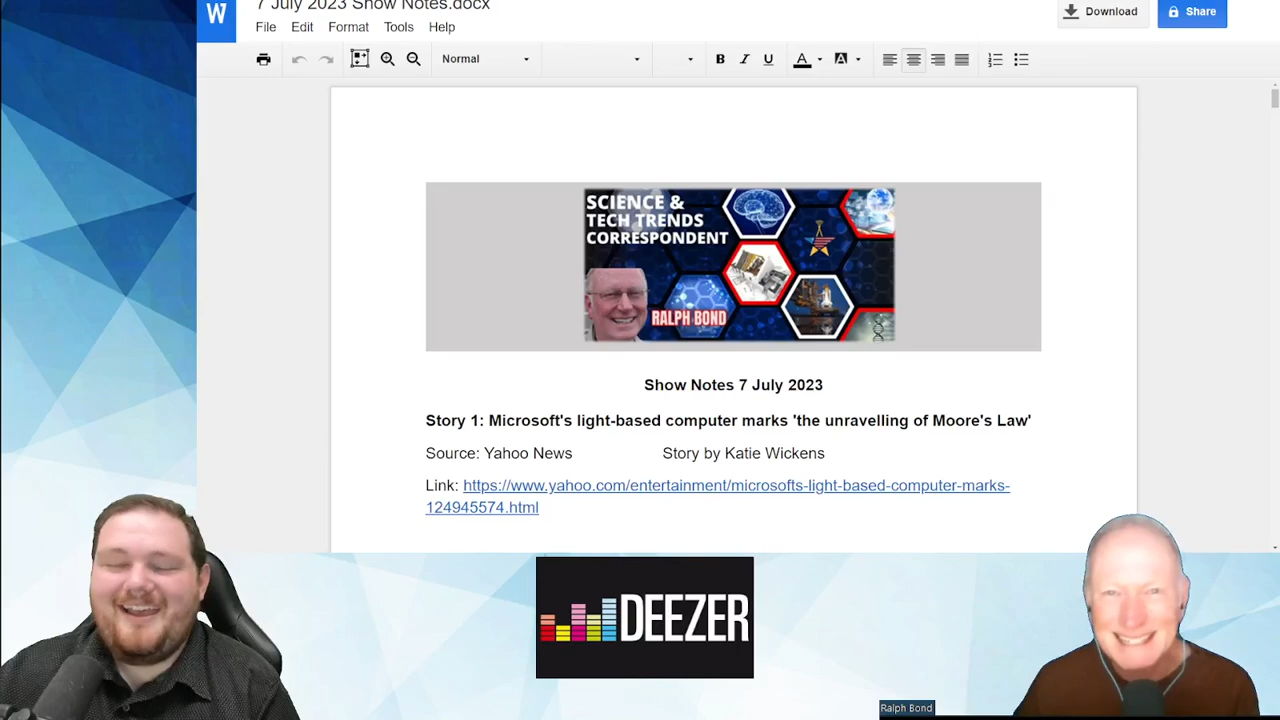 7 July 2023 Show Notes.docx
W
File Edit Format Tools Help
Download
Share
Normal
B I U A A
SCIENCE &
TECH TRENDS
CORRESPONDENT
RALPH BOND
Show Notes 7 July 2023
Story 1: Microsoft's light-based computer marks 'the unravelling of Moore's Law'
Source: Yahoo News Story by Katie Wickens
Link: https://www.yahoo.com/entertainment/microsofts-light-based-computer-marks-
124945574.html
DEEZER
Ralph Bond